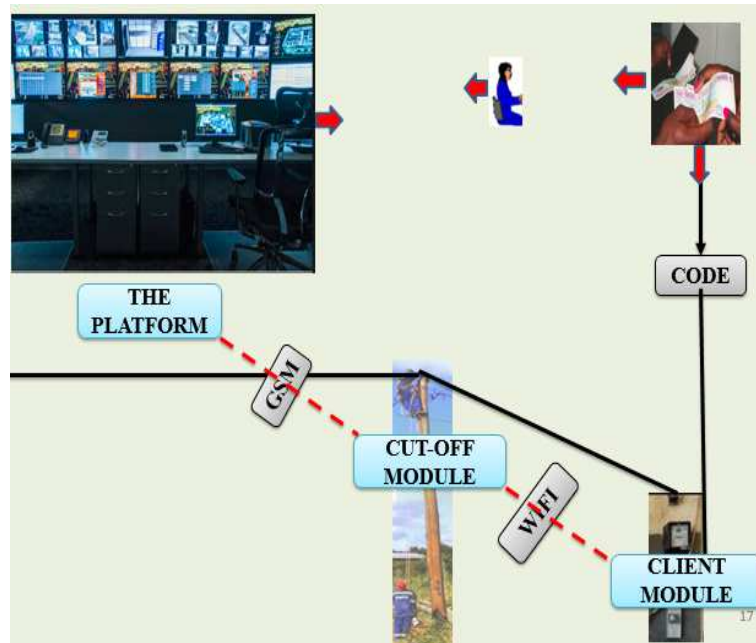 CODE
THE
PLATFORM
GSM
CUT-OFF
MODULE
WIFI
CLIENT
MODULE
17